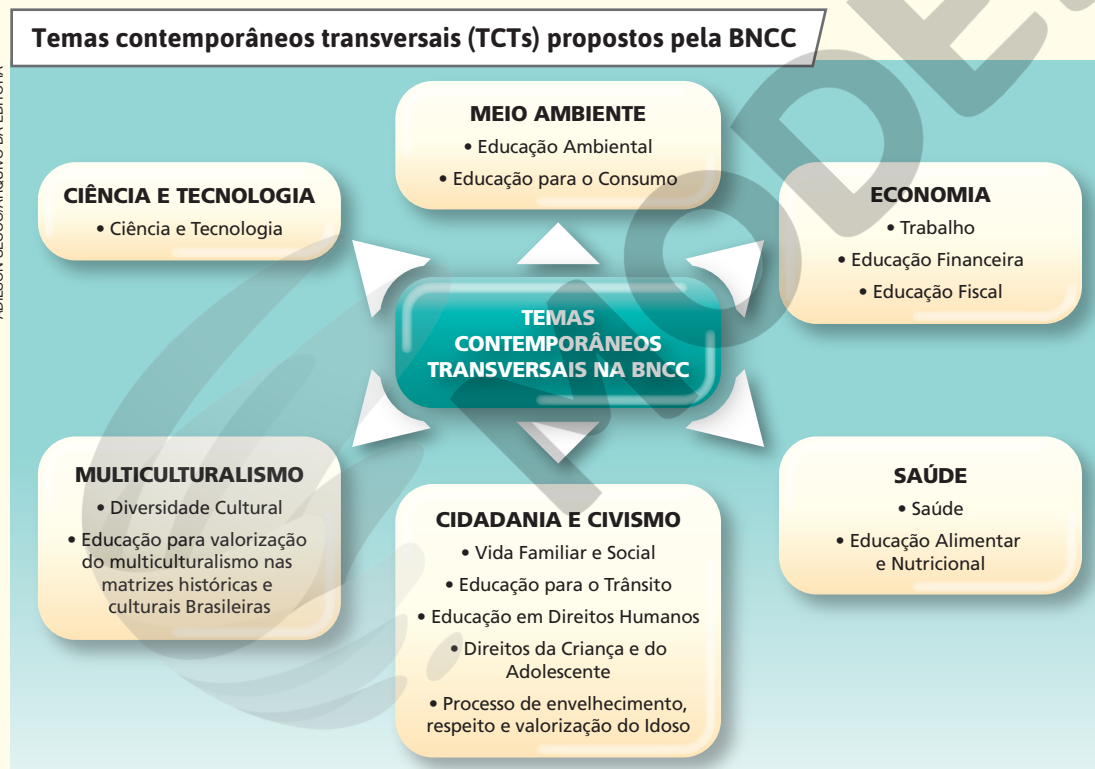 Temas contemporâneos transversais (TCTs) propostos pela BNCC
MEIO AMBIENTE
• Educação Ambiental
• Educação para o Consumo
CIÊNCIA E TECNOLOGIA
• Ciência e Tecnologia
ECONOMIA
• Trabalho
• Educação Financeira
• Educação Fiscal
TEMAS
CONTEMPORÂNEOS
TRANSVERSAIS NA BNCC
MULTICULTURALISMO
• Diversidade Cultural
• Educação para valorização
do multiculturalismo nas
matrizes históricas e
culturais Brasileiras
CIDADANIA E CIVISMO
• Vida Familiar e Social
• Educação para o Trânsito
• Educação em Direitos Humanos
• Direitos da Criança e do
Adolescente
• Processo de envelhecimento,
respeito e valorização do Idoso
SAÚDE
• Saúde
• Educação Alimentar
e Nutricional
MODE